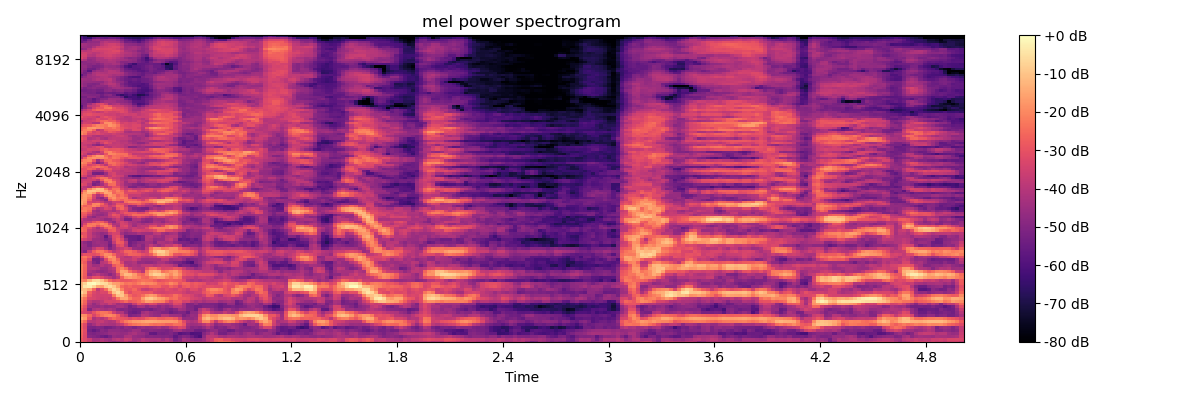 mel power spectrogram
8192
4096
2048
1024
512
0
Hz
0 0.6 1.2 1.8 2.4 3 3.6 4.2 4.8
Time
+0 dB
-10 dB
-20 dB
-30 dB
-40 dB
-50 dB
-60 dB
-70 dB
-80 dB